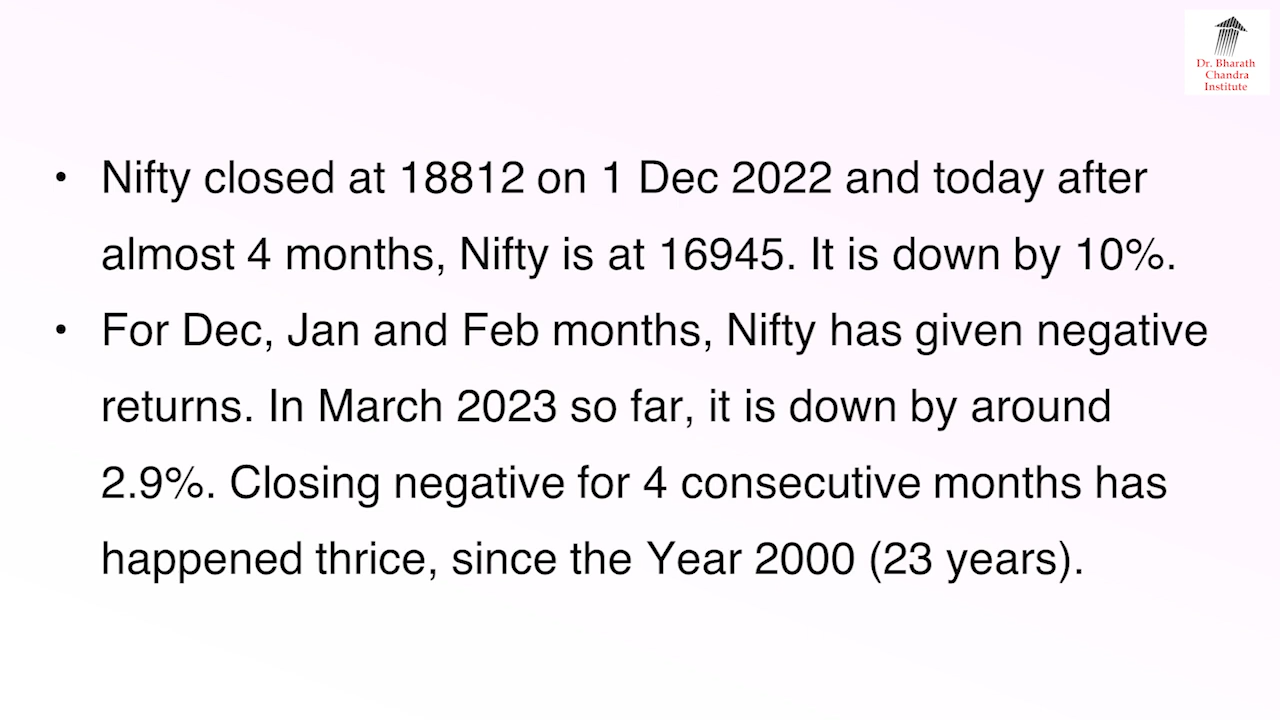 Dr. Bharath
Chandra
Institute
• Nifty closed at 18812 on 1 Dec 2022 and today after
almost 4 months, Nifty is at 16945. It is down by 10%.
• For Dec, Jan and Feb months, Nifty has given negative
returns. In March 2023 so far, it is down by around
2.9%. Closing negative for 4 consecutive months has
happened thrice, since the Year 2000 (23 years).